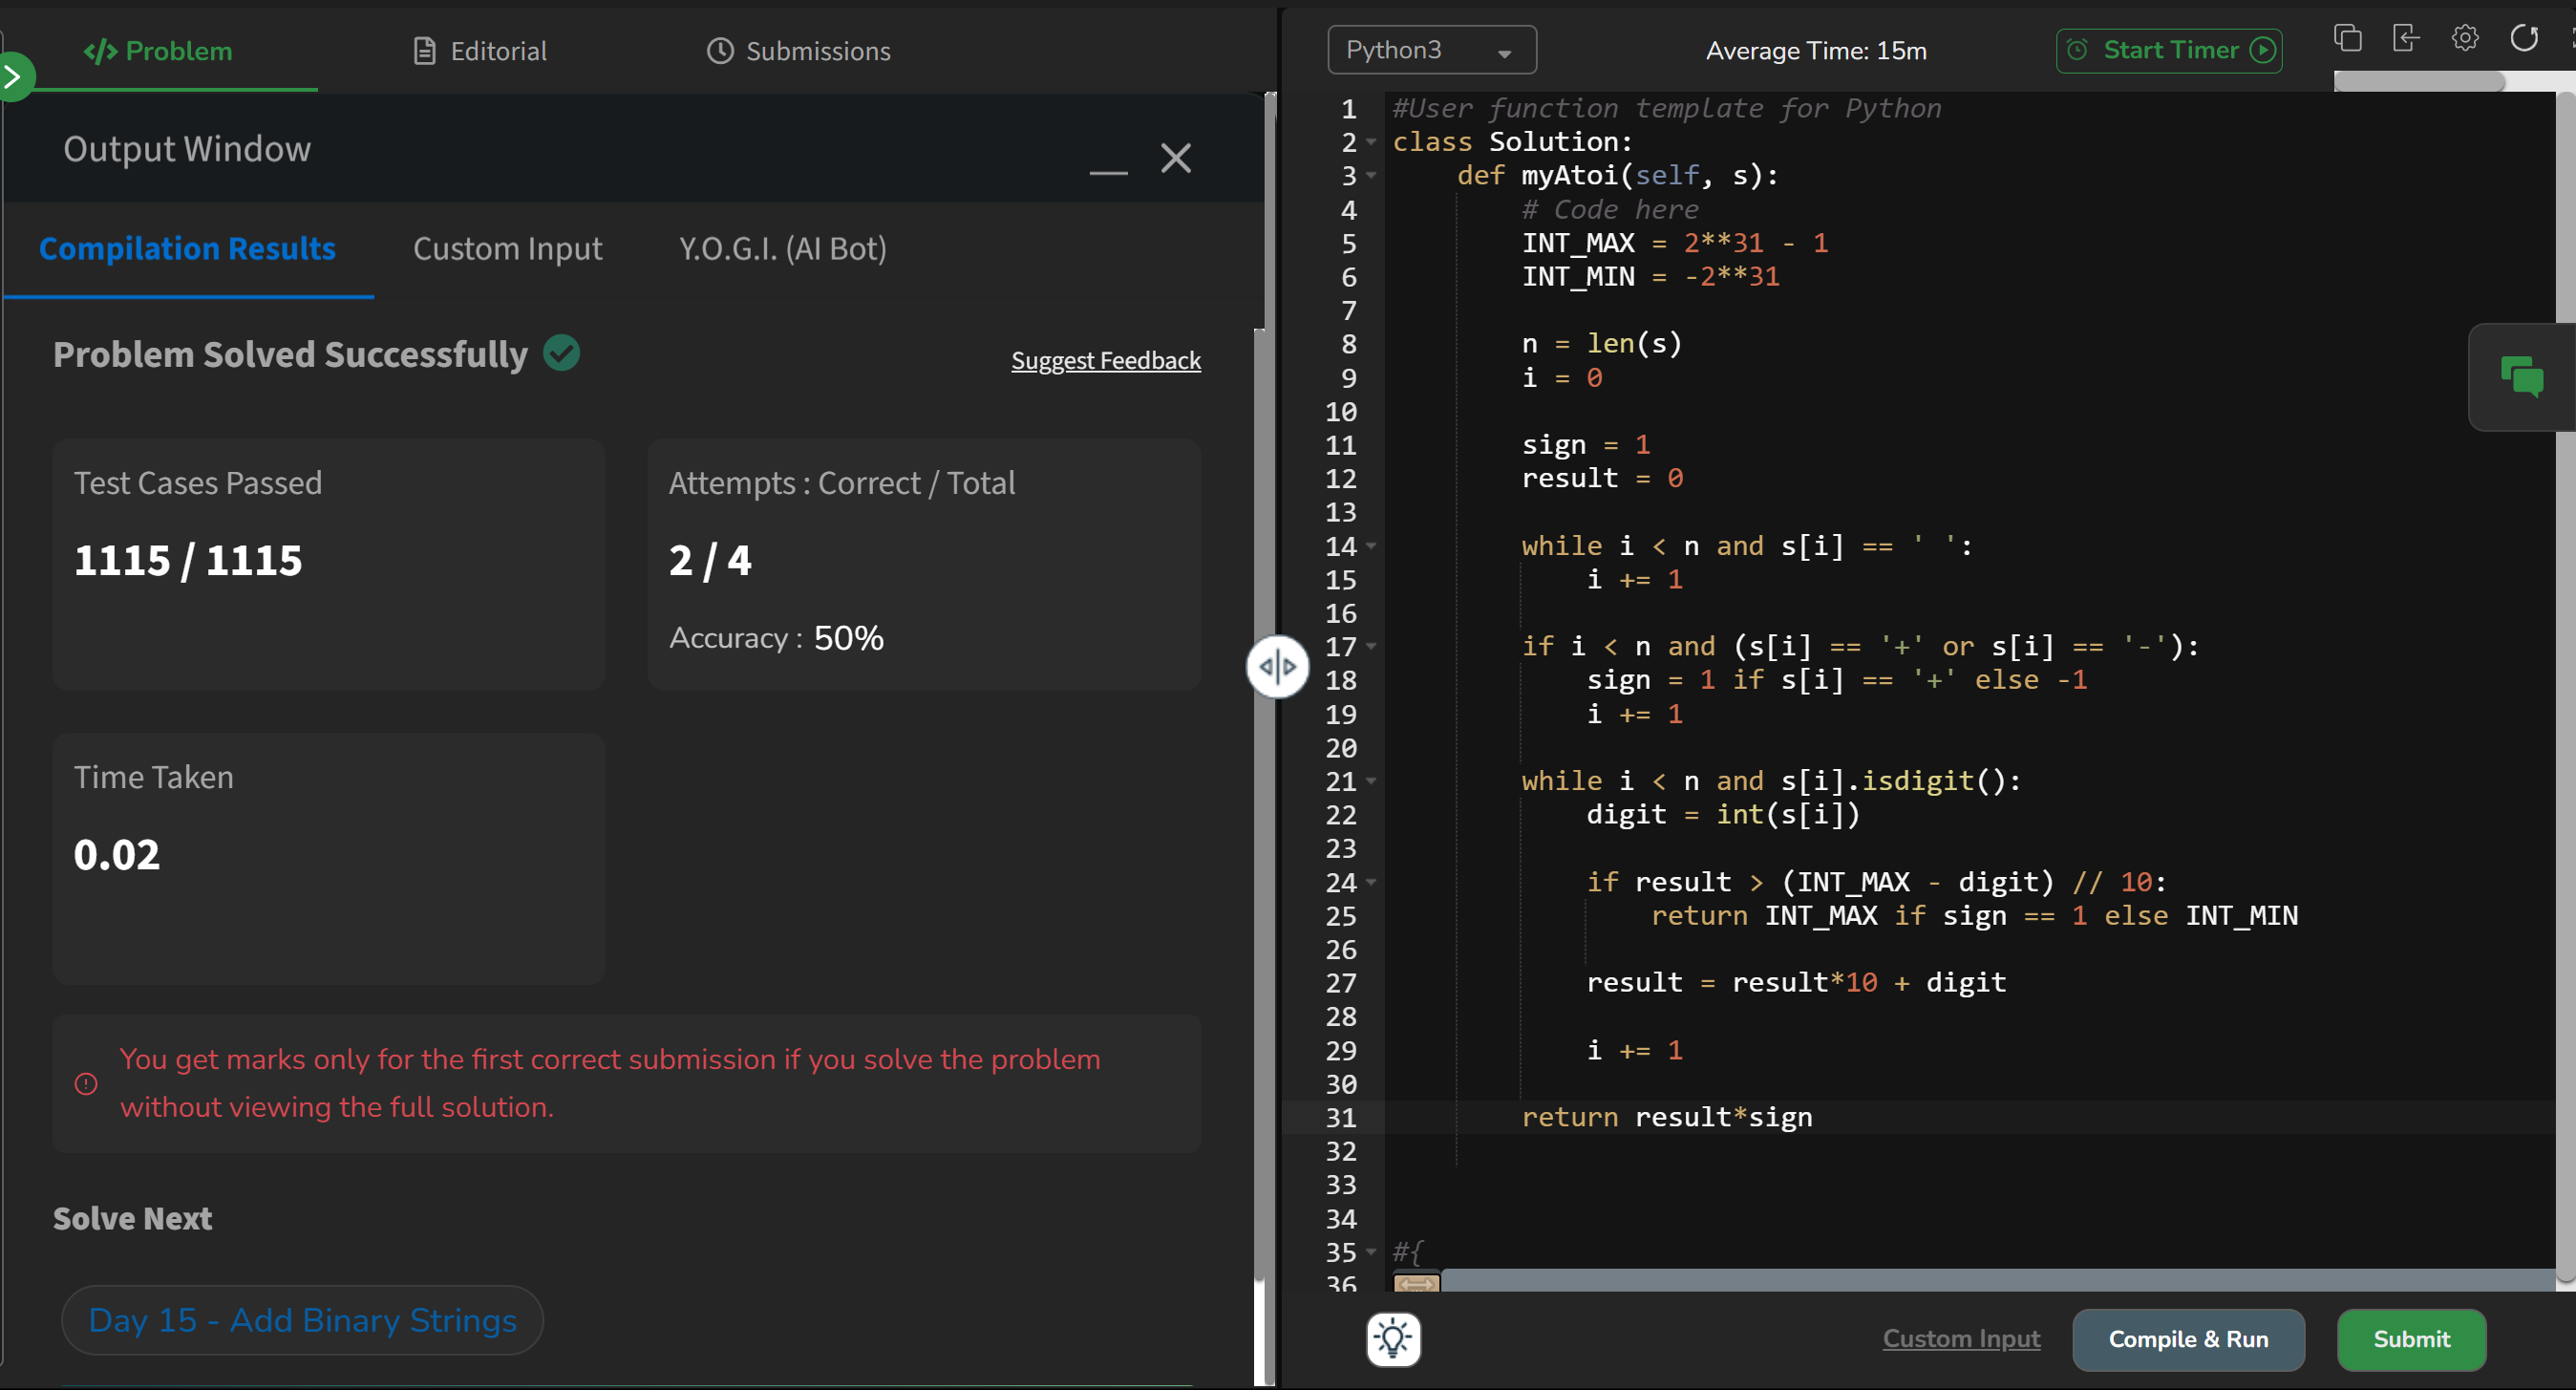 </> Problem
Editorial
Submissions
Output Window
Compilation Results
Custom Input
Y.O.G.I. (AI Bot)
Problem Solved Successfully
Suggest Feedback
Test Cases Passed
1115 / 1115
Attempts : Correct / Total
2 / 4
Accuracy : 50%
Time Taken
0.02
You get marks only for the first correct submission if you solve the problem
without viewing the full solution.
Solve Next
Day 15 - Add Binary Strings
Python3
Average Time: 15m
Start Timer
1 #User function template for Python
2 class Solution:
3     def myAtoi(self, s):
4         # Code here
5         INT_MAX = 2**31 - 1
6         INT_MIN = -2**31
7
8         n = len(s)
9         i = 0
10
11         sign = 1
12         result = 0
13
14         while i < n and s[i] == ' ':
15             i += 1
16
17         if i < n and (s[i] == '+' or s[i] == '-'):
18             sign = 1 if s[i] == '+' else -1
19             i += 1
20
21         while i < n and s[i].isdigit():
22             digit = int(s[i])
23
24             if result > (INT_MAX - digit) // 10:
25                 return INT_MAX if sign == 1 else INT_MIN
26
27             result = result*10 + digit
28
29             i += 1
30
31         return result*sign
32
33
34
35 #{
36
Custom Input
Compile & Run
Submit